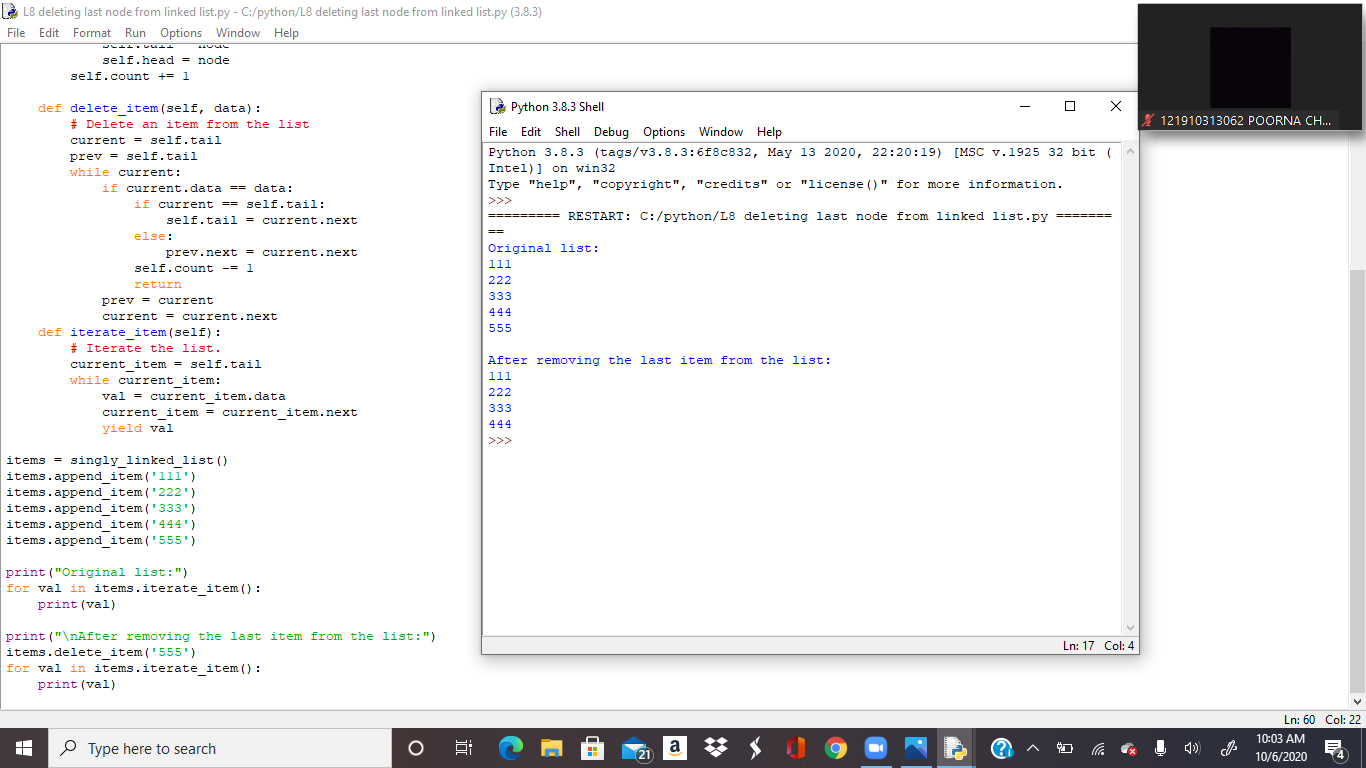 L8 deleting last node from linked list.py - C:/python/L8 deleting last node from linked list.py (3.8.3)
File Edit Format Run Options Window Help
self.tail = node
self.head = node
self.count += 1
def delete_item(self, data):
# Delete an item from the list
current = self.tail
prev = self.tail
while current:
if current.data == data:
if current == self.tail:
self.tail = current.next
else:
prev.next = current.next
self.count -= 1
return
prev = current
current = current.next
def iterate_item(self):
# Iterate the list.
current_item = self.tail
while current_item:
val = current_item.data
current_item = current_item.next
yield val
items = singly_linked_list()
items.append_item('111')
items.append_item('222')
items.append_item('333')
items.append_item('444')
items.append_item('555')
print("Original list:")
for val in items.iterate_item():
print(val)
print("\nAfter removing the last item from the list:")
items.delete_item('555')
for val in items.iterate_item():
print(val)
Python 3.8.3 Shell
File Edit Shell Debug Options Window Help
Python 3.8.3 (tags/v3.8.3:6f8c832, May 13 2020, 22:20:19) [MSC v.1925 32 bit (
Intel)] on win32
Type "help", "copyright", "credits" or "license()" for more information.
>>>
========= RESTART: C:/python/L8 deleting last node from linked list.py =======
==
Original list:
111
222
333
444
555
After removing the last item from the list:
111
222
333
444
>>>
Ln: 17 Col: 4
121910313062 POORNA CH...
Ln: 60 Col: 22
Type here to search
21
a
10:03 AM
10/6/2020
4